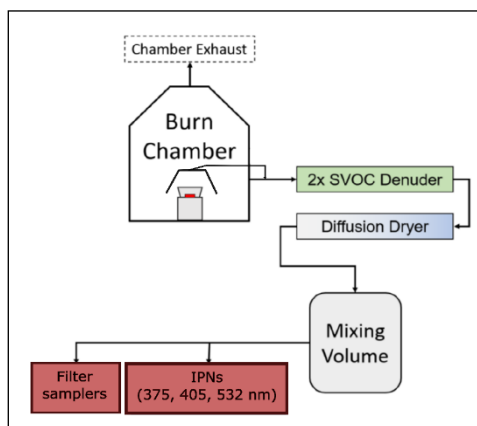 Chamber Exhaust
Burn
Chamber
2x SVOC Denuder
Diffusion Dryer
Mixing
Volume
Filter
samplers
IPNs
(375, 405, 532 nm)